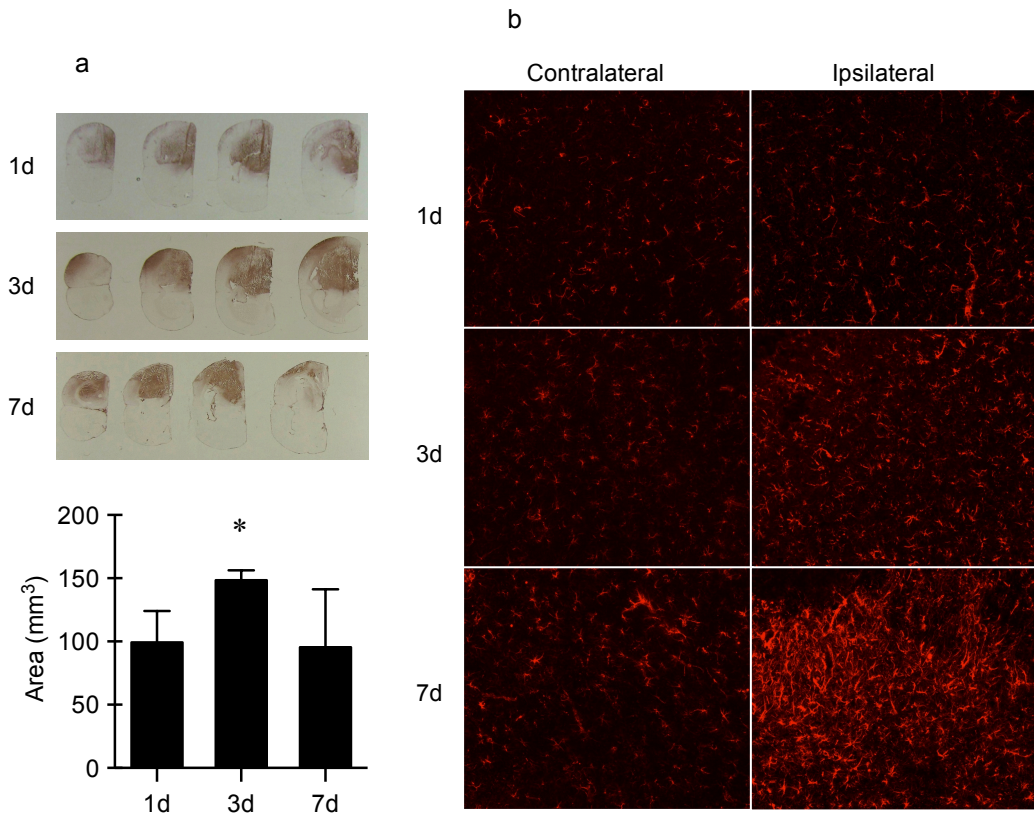 a
1d
3d
7d
200
*
150
100
50
0
Area (mm³)
1d 3d 7d
b
Contralateral Ipsilateral
1d
3d
7d